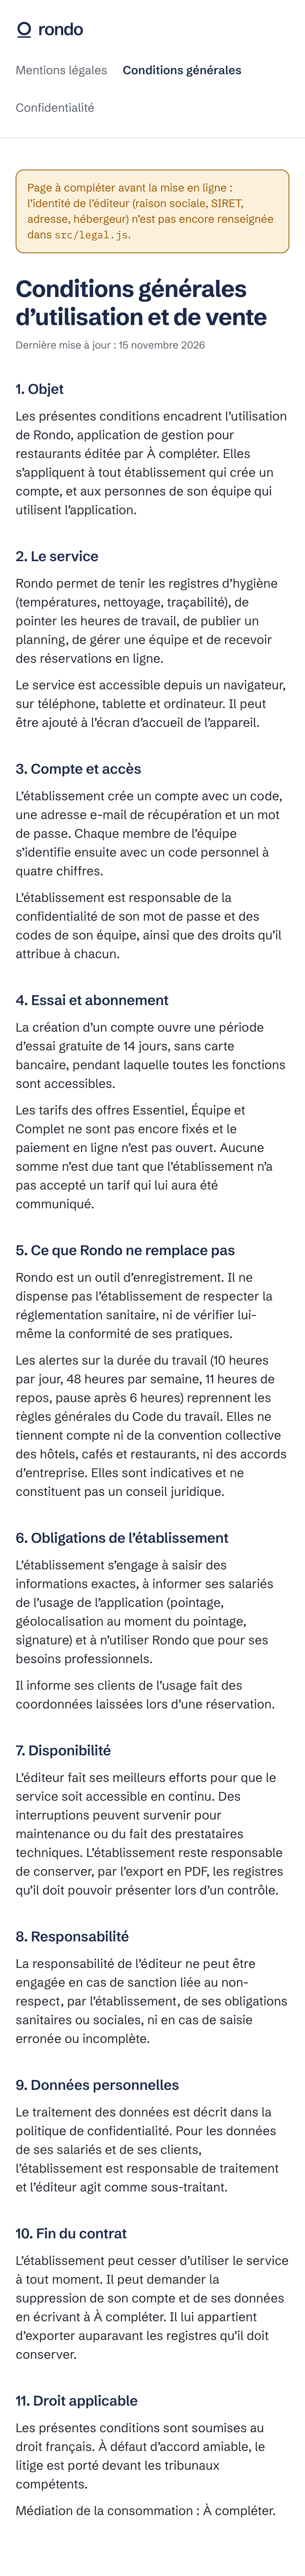 rondo
Mentions légales Conditions générales
Confidentialité
Page à compléter avant la mise en ligne :
l’identité de l’éditeur (raison sociale, SIRET,
adresse, hébergeur) n’est pas encore renseignée
dans src/legal.js.
Conditions générales
d’utilisation et de vente
Dernière mise à jour : 15 novembre 2026
1. Objet
Les présentes conditions encadrent l’utilisation
de Rondo, application de gestion pour
restaurants éditée par À compléter. Elles
s’appliquent à tout établissement qui crée un
compte, et aux personnes de son équipe qui
utilisent l’application.
2. Le service
Rondo permet de tenir les registres d’hygiène
(températures, nettoyage, traçabilité), de
pointer les heures de travail, de publier un
planning, de gérer une équipe et de recevoir
des réservations en ligne.
Le service est accessible depuis un navigateur,
sur téléphone, tablette et ordinateur. Il peut
être ajouté à l’écran d’accueil de l’appareil.
3. Compte et accès
L’établissement crée un compte avec un code,
une adresse e-mail de récupération et un mot
de passe. Chaque membre de l’équipe
s’identifie ensuite avec un code personnel à
quatre chiffres.
L’établissement est responsable de la
confidentialité de son mot de passe et des
codes de son équipe, ainsi que des droits qu’il
attribue à chacun.
4. Essai et abonnement
La création d’un compte ouvre une période
d’essai gratuite de 14 jours, sans carte
bancaire, pendant laquelle toutes les fonctions
sont accessibles.
Les tarifs des offres Essentiel, Équipe et
Complet ne sont pas encore fixés et le
paiement en ligne n’est pas ouvert. Aucune
somme n’est due tant que l’établissement n’a
pas accepté un tarif qui lui aura été
communiqué.
5. Ce que Rondo ne remplace pas
Rondo est un outil d’enregistrement. Il ne
dispense pas l’établissement de respecter la
réglementation sanitaire, ni de vérifier lui-
même la conformité de ses pratiques.
Les alertes sur la durée du travail (10 heures
par jour, 48 heures par semaine, 11 heures de
repos, pause après 6 heures) reprennent les
règles générales du Code du travail. Elles ne
tiennent compte ni de la convention collective
des hôtels, cafés et restaurants, ni des accords
d’entreprise. Elles sont indicatives et ne
constituent pas un conseil juridique.
6. Obligations de l’établissement
L’établissement s’engage à saisir des
informations exactes, à informer ses salariés
de l’usage de l’application (pointage,
géolocalisation au moment du pointage,
signature) et à n’utiliser Rondo que pour ses
besoins professionnels.
Il informe ses clients de l’usage fait des
coordonnées laissées lors d’une réservation.
7. Disponibilité
L’éditeur fait ses meilleurs efforts pour que le
service soit accessible en continu. Des
interruptions peuvent survenir pour
maintenance ou du fait des prestataires
techniques. L’établissement reste responsable
de conserver, par l’export en PDF, les registres
qu’il doit pouvoir présenter lors d’un contrôle.
8. Responsabilité
La responsabilité de l’éditeur ne peut être
engagée en cas de sanction liée au non-
respect, par l’établissement, de ses obligations
sanitaires ou sociales, ni en cas de saisie
erronée ou incomplète.
9. Données personnelles
Le traitement des données est décrit dans la
politique de confidentialité. Pour les données
de ses salariés et de ses clients,
l’établissement est responsable de traitement
et l’éditeur agit comme sous-traitant.
10. Fin du contrat
L’établissement peut cesser d’utiliser le service
à tout moment. Il peut demander la
suppression de son compte et de ses données
en écrivant à À compléter. Il lui appartient
d’exporter auparavant les registres qu’il doit
conserver.
11. Droit applicable
Les présentes conditions sont soumises au
droit français. À défaut d’accord amiable, le
litige est porté devant les tribunaux
compétents.
Médiation de la consommation : À compléter.